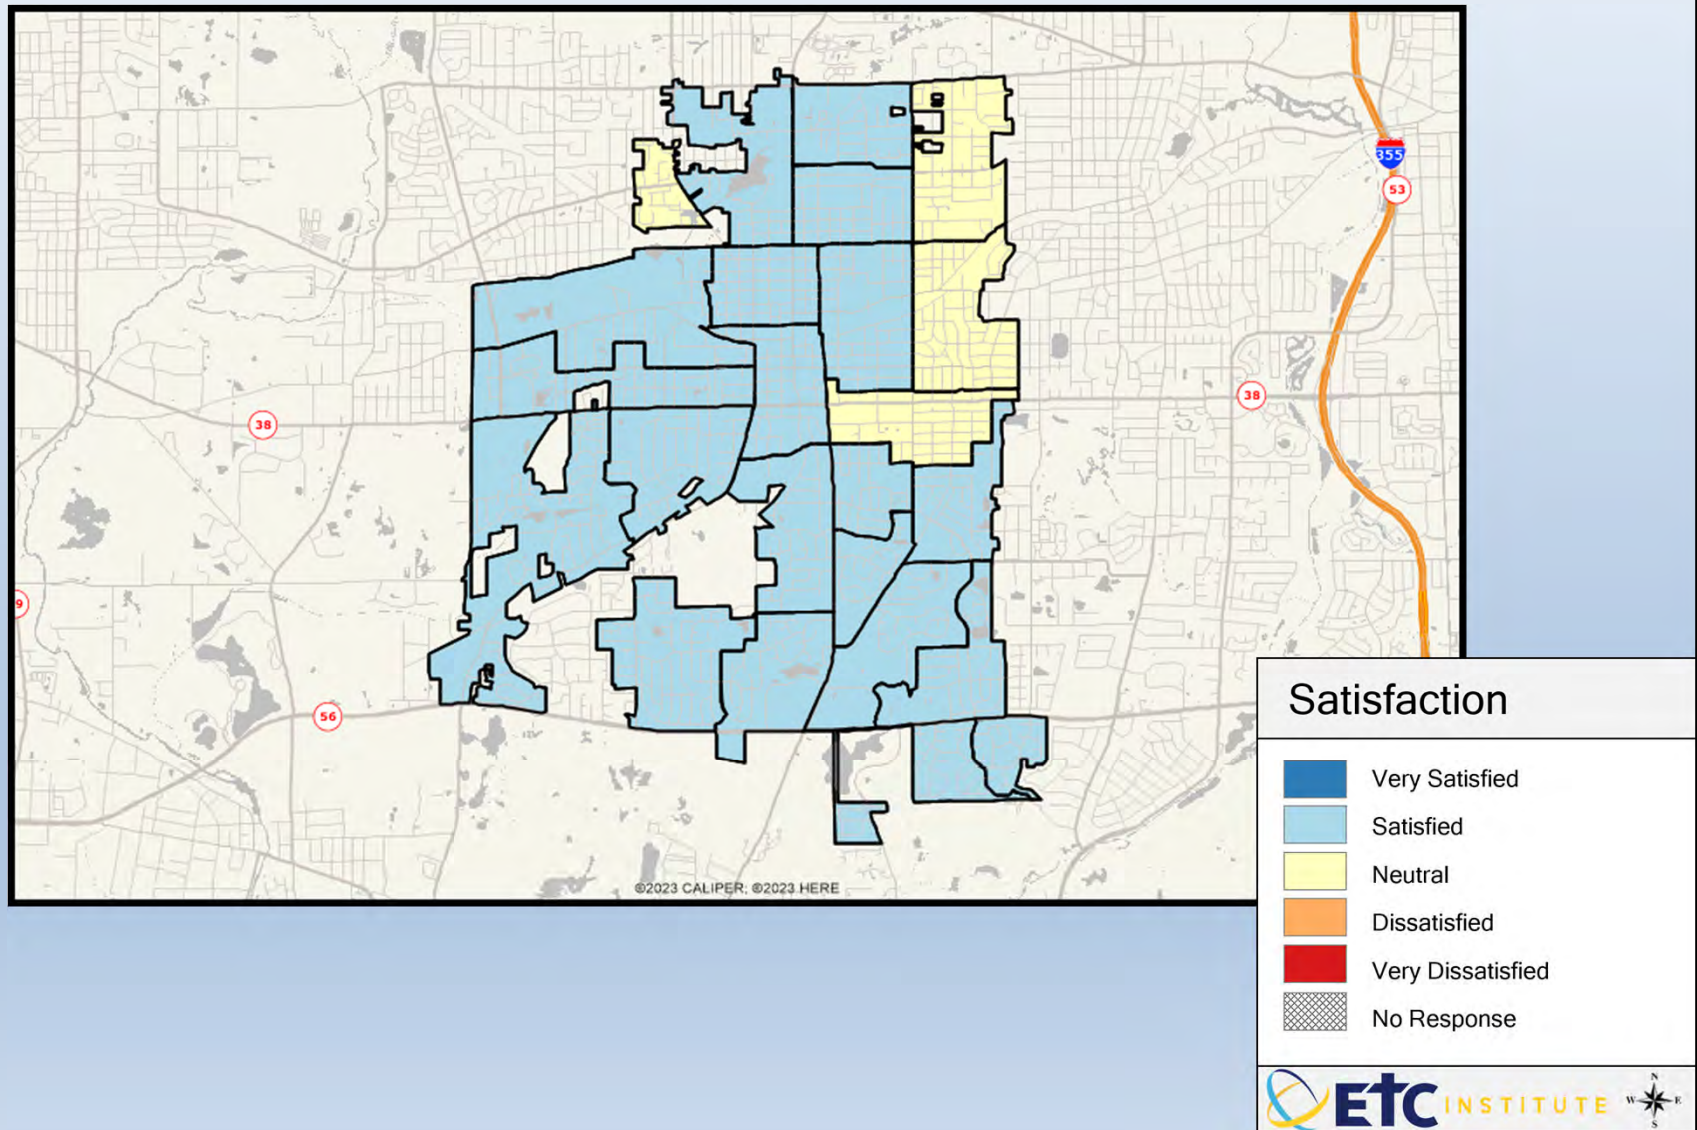 355
53
38
38
9
56
©2023 CALIPER; ©2023 HERE
Satisfaction
Very Satisfied
Satisfied
Neutral
Dissatisfied
Very Dissatisfied
No Response
ETC INSTITUTE
N
W E
S